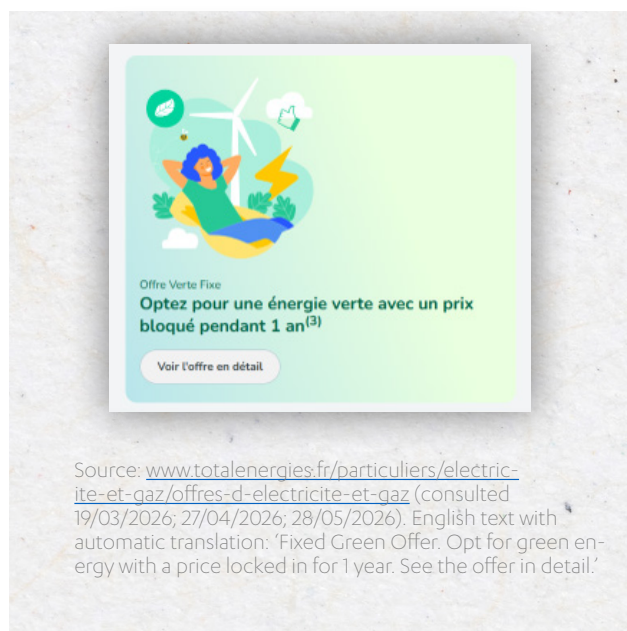 Offre Verte Fixe
Optez pour une énergie verte avec un prix
bloqué pendant 1 an(3)
Voir l'offre en détail
Source: www.totalenergies.fr/particuliers/electric-
ite-et-gaz/offres-d-electricite-et-gaz (consulted
19/03/2026; 27/04/2026; 28/05/2026). English text with
automatic translation: ‘Fixed Green Offer. Opt for green en-
ergy with a price locked in for 1 year. See the offer in detail.’